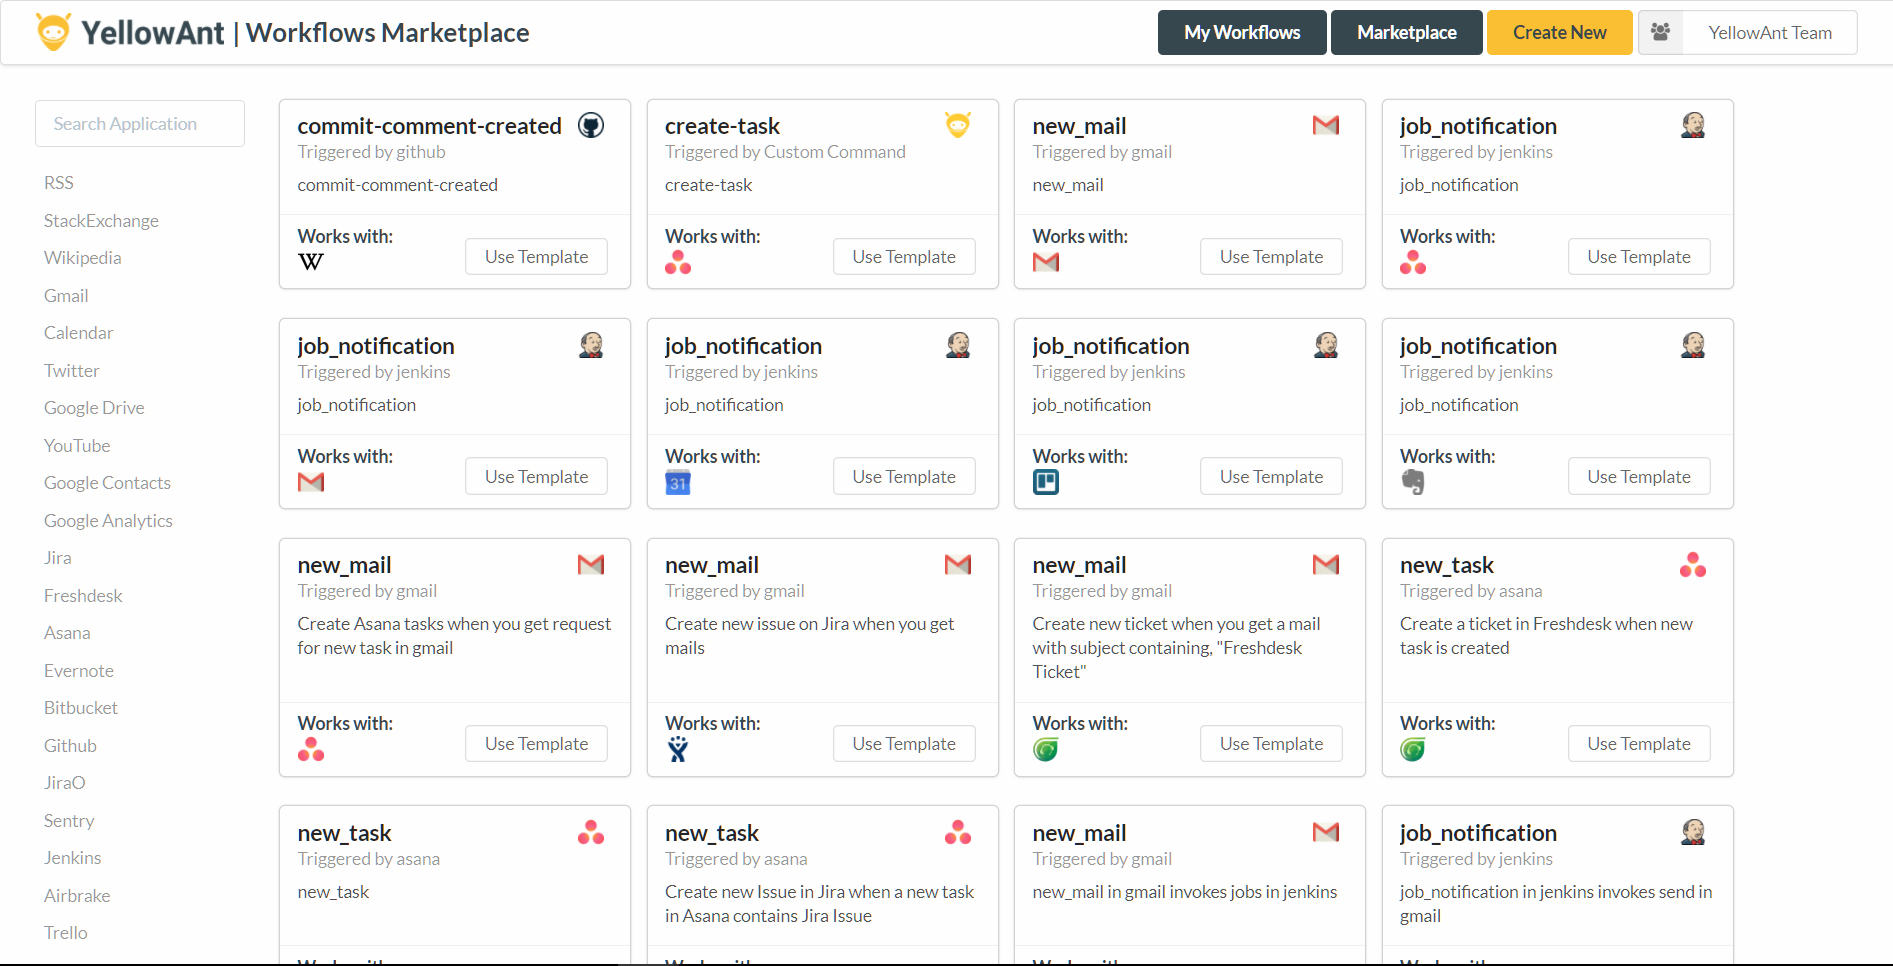 YellowAnt | Workflows Marketplace
My Workflows
Marketplace
Create New
YellowAnt Team
Search Application
RSS
StackExchange
Wikipedia
Gmail
Calendar
Twitter
Google Drive
YouTube
Google Contacts
Google Analytics
Jira
Freshdesk
Asana
Evernote
Bitbucket
Github
JiraO
Sentry
Jenkins
Airbrake
Trello
commit-comment-created
Triggered by github
commit-comment-created
Works with:
W
Use Template
create-task
Triggered by Custom Command
create-task
Works with:
Use Template
new_mail
Triggered by gmail
new_mail
Works with:
Use Template
job_notification
Triggered by jenkins
job_notification
Works with:
Use Template
job_notification
Triggered by jenkins
job_notification
Works with:
Use Template
job_notification
Triggered by jenkins
job_notification
Works with:
31
Use Template
job_notification
Triggered by jenkins
job_notification
Works with:
Use Template
job_notification
Triggered by jenkins
job_notification
Works with:
Use Template
new_mail
Triggered by gmail
Create Asana tasks when you get request
for new task in gmail
Works with:
Use Template
new_mail
Triggered by gmail
Create new issue on Jira when you get
mails
Works with:
Use Template
new_mail
Triggered by gmail
Create new ticket when you get a mail
with subject containing, "Freshdesk
Ticket"
Works with:
Use Template
new_task
Triggered by asana
Create a ticket in Freshdesk when new
task is created
Works with:
Use Template
new_task
Triggered by asana
new_task
new_task
Triggered by asana
Create new Issue in Jira when a new task
in Asana contains Jira Issue
new_mail
Triggered by gmail
new_mail in gmail invokes jobs in jenkins
job_notification
Triggered by jenkins
job_notification in jenkins invokes send in
gmail